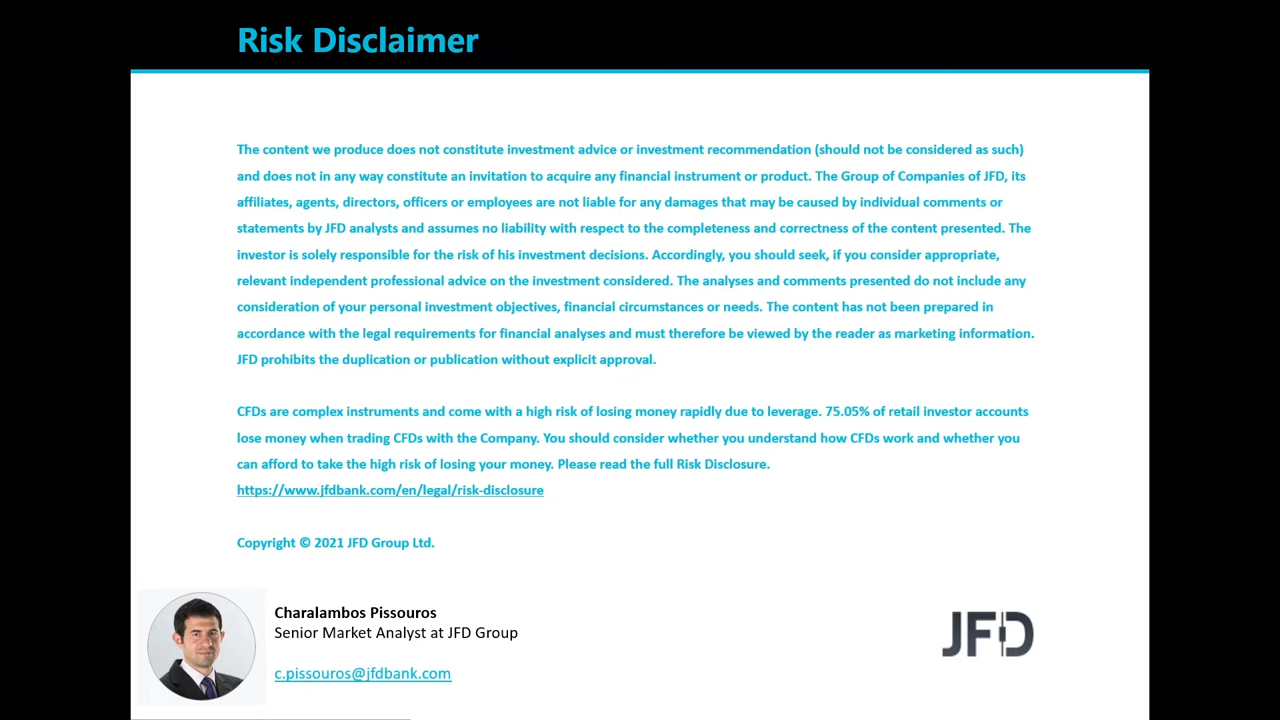 Risk Disclaimer
The content we produce does not constitute investment advice or investment recommendation (should not be considered as such)
and does not in any way constitute an invitation to acquire any financial instrument or product. The Group of Companies of JFD, its
affiliates, agents, directors, officers or employees are not liable for any damages that may be caused by individual comments or
statements by JFD analysts and assumes no liability with respect to the completeness and correctness of the content presented. The
investor is solely responsible for the risk of his investment decisions. Accordingly, you should seek, if you consider appropriate,
relevant independent professional advice on the investment considered. The analyses and comments presented do not include any
consideration of your personal investment objectives, financial circumstances or needs. The content has not been prepared in
accordance with the legal requirements for financial analyses and must therefore be viewed by the reader as marketing information.
JFD prohibits the duplication or publication without explicit approval.
CFDs are complex instruments and come with a high risk of losing money rapidly due to leverage. 75.05% of retail investor accounts
lose money when trading CFDs with the Company. You should consider whether you understand how CFDs work and whether you
can afford to take the high risk of losing your money. Please read the full Risk Disclosure.
https://www.jfdbank.com/en/legal/risk-disclosure
Copyright © 2021 JFD Group Ltd.
Charalambos Pissouros
Senior Market Analyst at JFD Group
c.pissouros@jfdbank.com
JFD